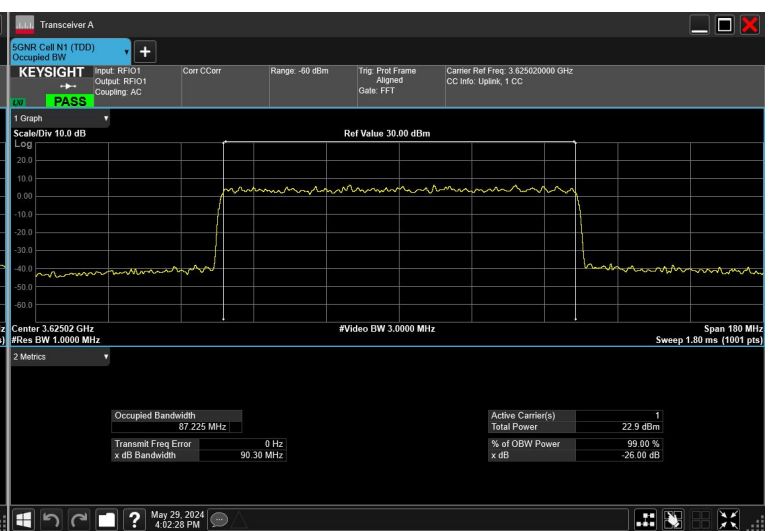 Transceiver A
5GNR Cell N1 (TDD)
Occupied BW
+
KEYSIGHT
LXI
PASS
Input: RFIO1
Output: RFIO1
Coupling: AC
Corr CCorr
Range: -60 dBm
Trig: Prot Frame
Aligned
Gate: FFT
Carrier Ref Freq: 3.625020000 GHz
CC Info: Uplink, 1 CC
1 Graph
Scale/Div 10.0 dB
Ref Value 30.00 dBm
Log
20.0
10.0
0.00
-10.0
-20.0
-30.0
-40.0
-50.0
-60.0
Center 3.62502 GHz
#Video BW 3.0000 MHz
Span 180 MHz
#Res BW 1.0000 MHz
Sweep 1.80 ms (1001 pts)
2 Metrics
Occupied Bandwidth
87.225 MHz
Active Carrier(s) 1
Total Power 22.9 dBm
Transmit Freq Error 0 Hz
x dB Bandwidth 90.30 MHz
% of OBW Power 99.00 %
x dB -26.00 dB
?
May 29, 2024
4:02:28 PM